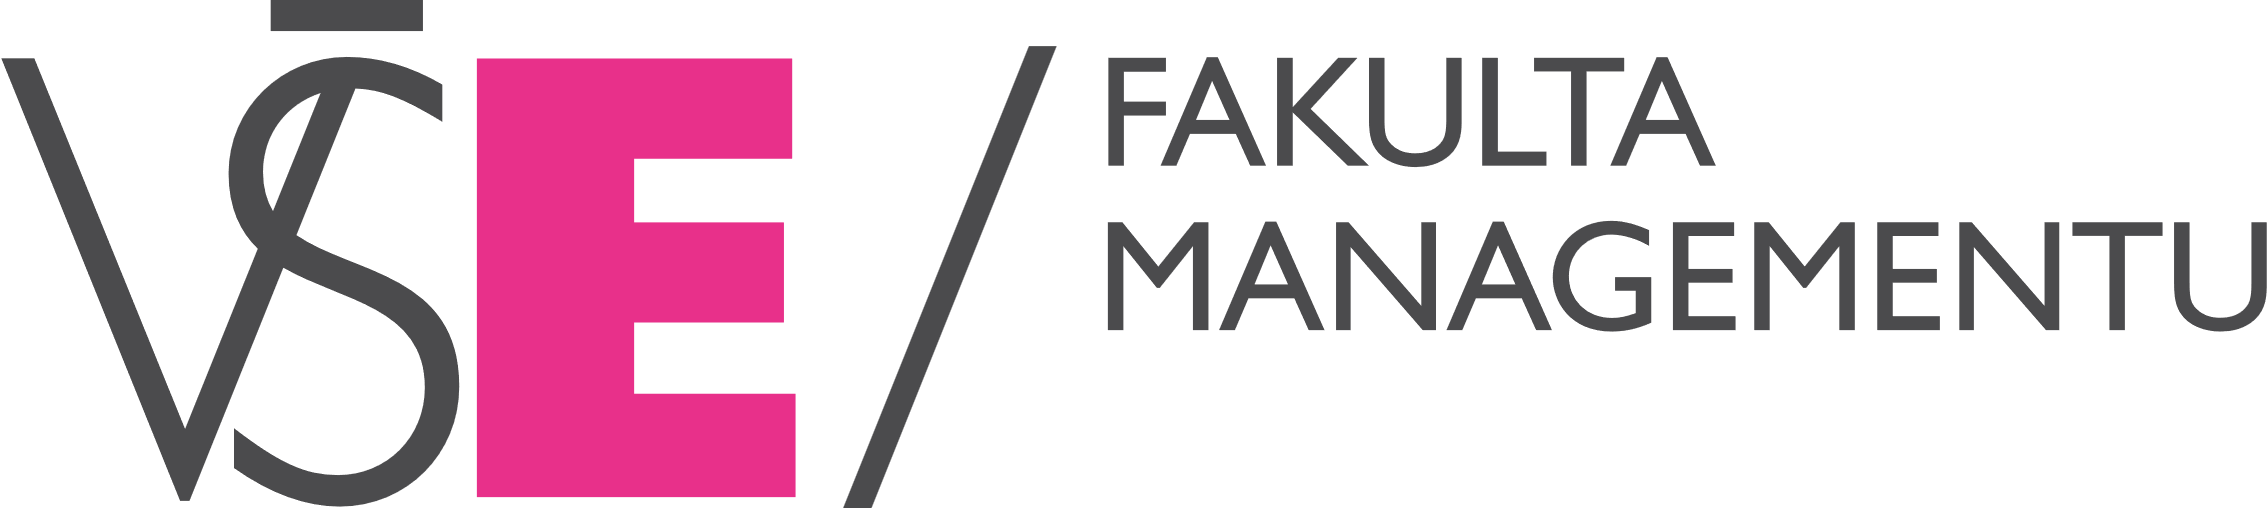 VŠE / FAKULTA
MANAGEMENTU